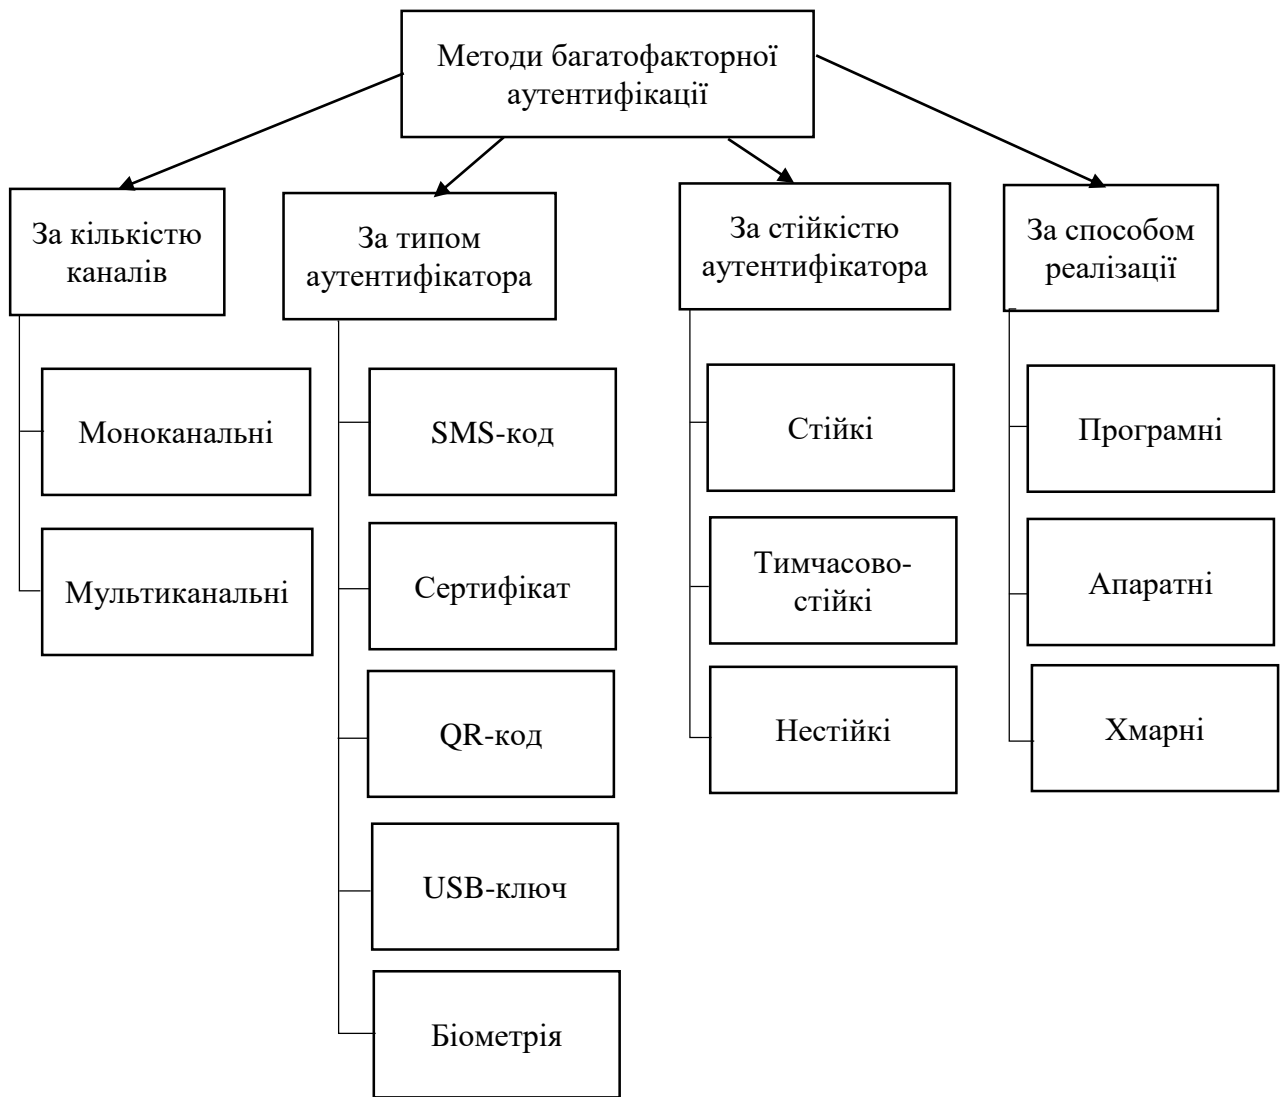 Методи багатофакторної
аутентифікації
За кількістю
каналів
За типом
аутентифікатора
За стійкістю
аутентифікатора
За способом
реалізації
Моноканальні
Мультиканальні
SMS-код
Сертифікат
QR-код
USB-ключ
Біометрія
Стійкі
Тимчасово-
стійкі
Нестійкі
Програмні
Апаратні
Хмарні